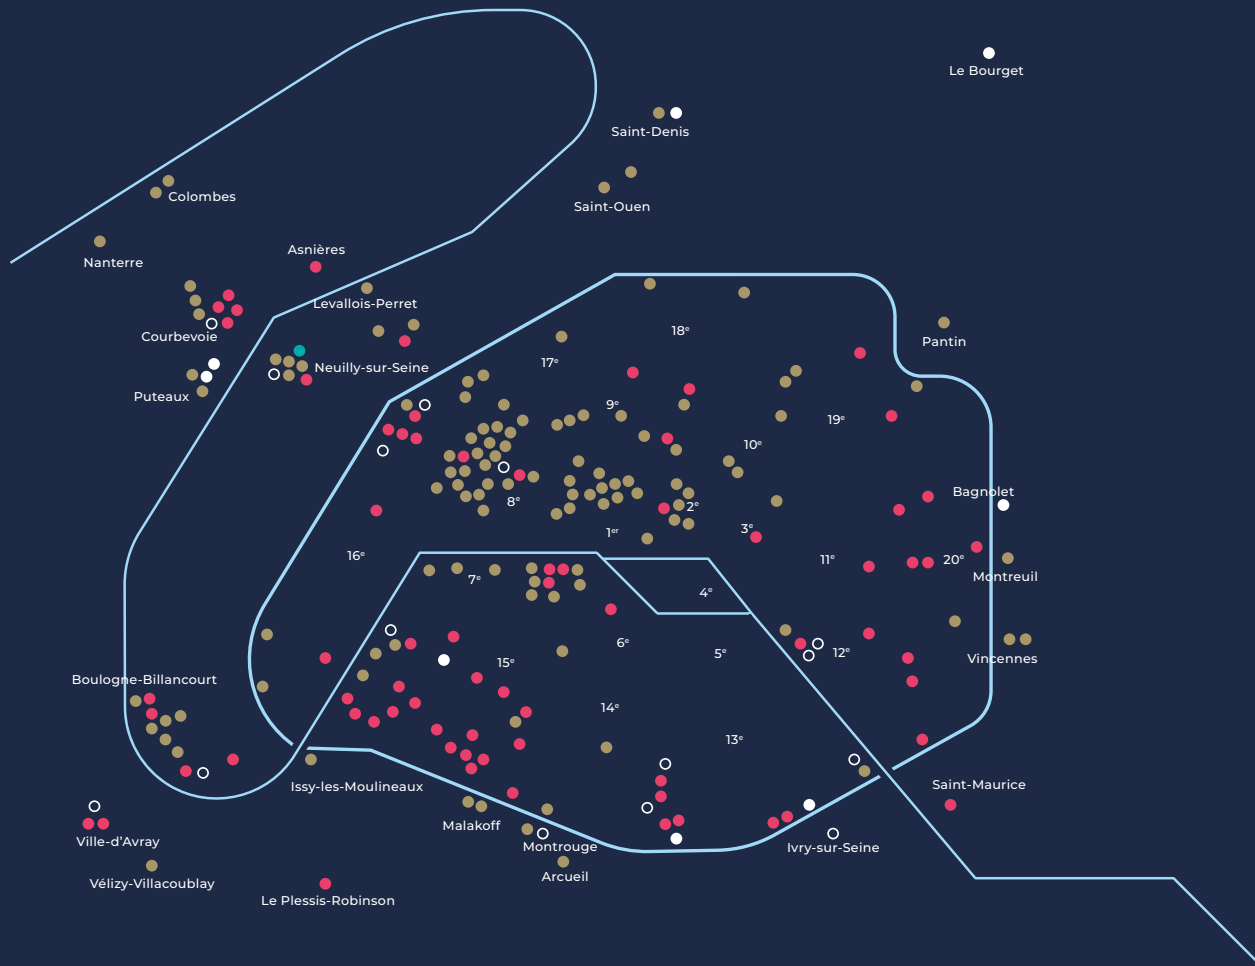 Le Bourget
Saint-Denis
Colombes
Saint-Ouen
Asnières
Nanterre
Levallois-Perret
18ᵉ
Courbevoie
Pantin
17ᵉ
Neuilly-sur-Seine
Puteaux
9ᵉ
19ᵉ
10ᵉ
Bagnolet
8ᵉ
2ᵉ
1ᵉʳ
3ᵉ
16ᵉ
11ᵉ
20ᵉ
7ᵉ
Montreuil
4ᵉ
6ᵉ
5ᵉ
12ᵉ
15ᵉ
Vincennes
Boulogne-Billancourt
14ᵉ
13ᵉ
Issy-les-Moulineaux
Saint-Maurice
Malakoff
Ville-d’Avray
Montrouge
Ivry-sur-Seine
Arcueil
Vélizy-Villacoublay
Le Plessis-Robinson